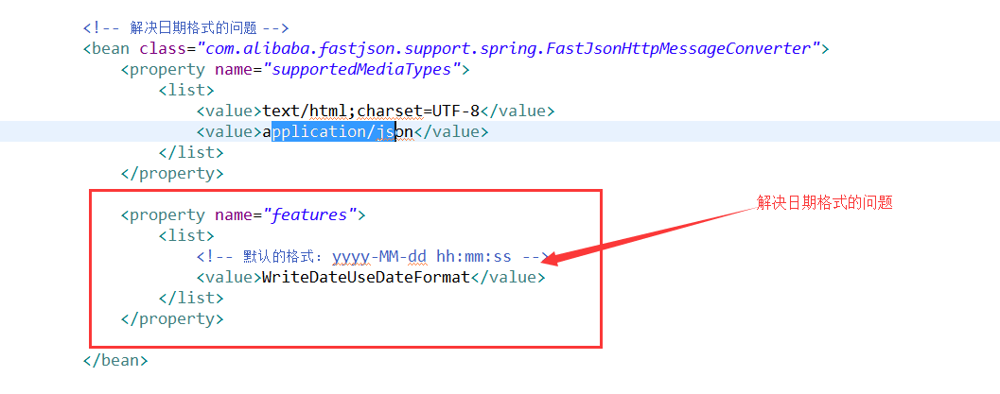 <!-- 解决日期格式的问题 -->
<bean class="com.alibaba.fastjson.support.spring.FastJsonHttpMessageConverter">
<property name="supportedMediaTypes">
<list>
<value>text/html;charset=UTF-8</value>
<value>application/json</value>
</list>
</property>
<property name="features">
解决日期格式的问题
<list>
<!-- 默认的格式：yyyy-MM-dd hh:mm:ss -->
<value>WriteDateUseDateFormat</value>
</list>
</property>
</bean>